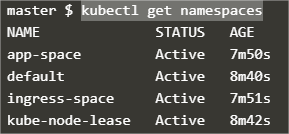 master $ kubectl get namespaces
NAME STATUS AGE
app-space Active 7m50s
default Active 8m40s
ingress-space Active 7m51s
kube-node-lease Active 8m42s